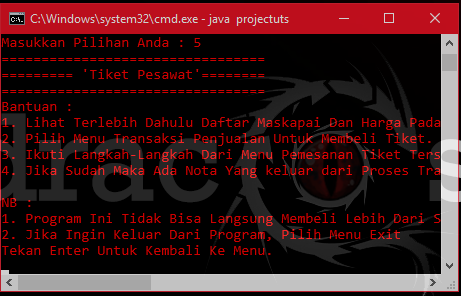 C:\Windows\system32\cmd.exe - java projectuts
Masukkan Pilihan Anda : 5
==============================
========= 'Tiket Pesawat'========
==============================
Bantuan :
1. Lihat Terlebih Dahulu Daftar Maskapai Dan Harga Pada
2. Pilih Menu Transaksi Penjualan Untuk Membeli Tiket.
3. Ikuti Langkah-Langkah Dari Menu Pemesanan Tiket Ters
4. Jika Sudah Maka Ada Nota Yang keluar dari Proses Tra
NB :
1. Program Ini Tidak Bisa Langsung Membeli Lebih Dari S
2. Jika Ingin Keluar Dari Program, Pilih Menu Exit
Tekan Enter Untuk Kembali Ke Menu.